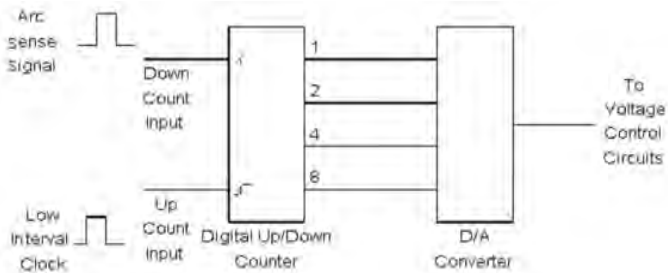 Arc
sense
Signal
Down
Count
Input
1
2
4
8
To
Voltage
Control
Circuits
Low
Interval
Clock
Up
Count
Input
Digital Up/Down
Counter
D/A
Converter